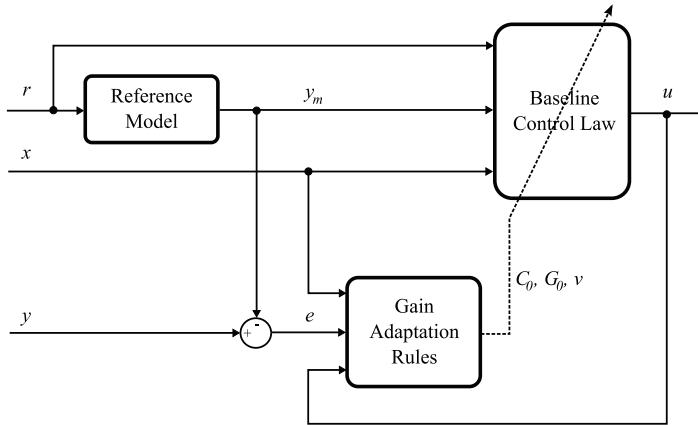 r
Reference
Model
y_m
Baseline
Control Law
u
x
C_0, G_0, v
Gain
Adaptation
Rules
y
+
-
e